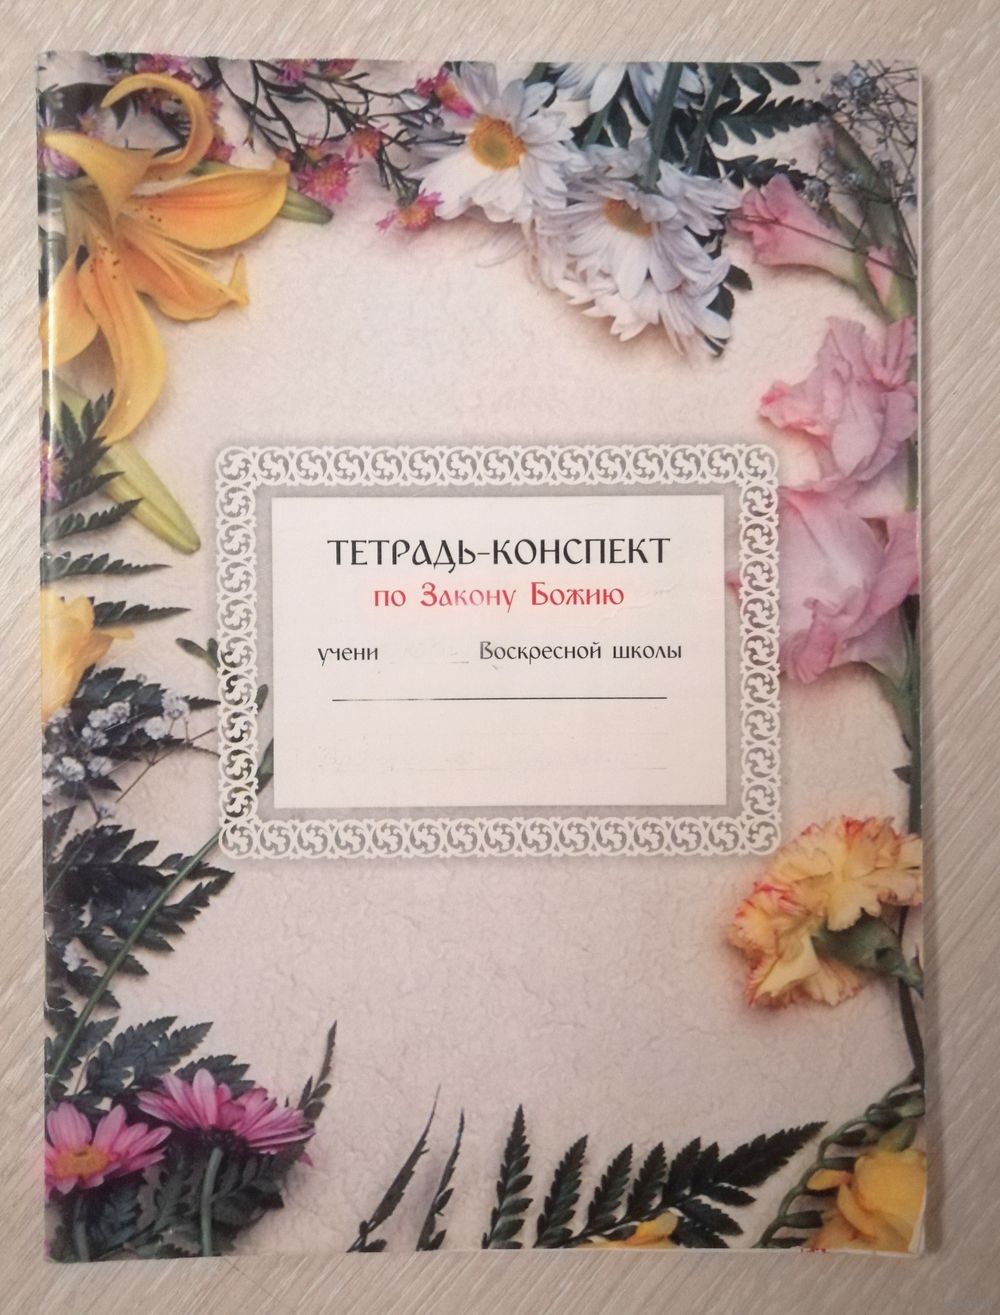 ТЕТРАДЬ-КОНСПЕКТ
по Закону Божию
учени Воскресной школы